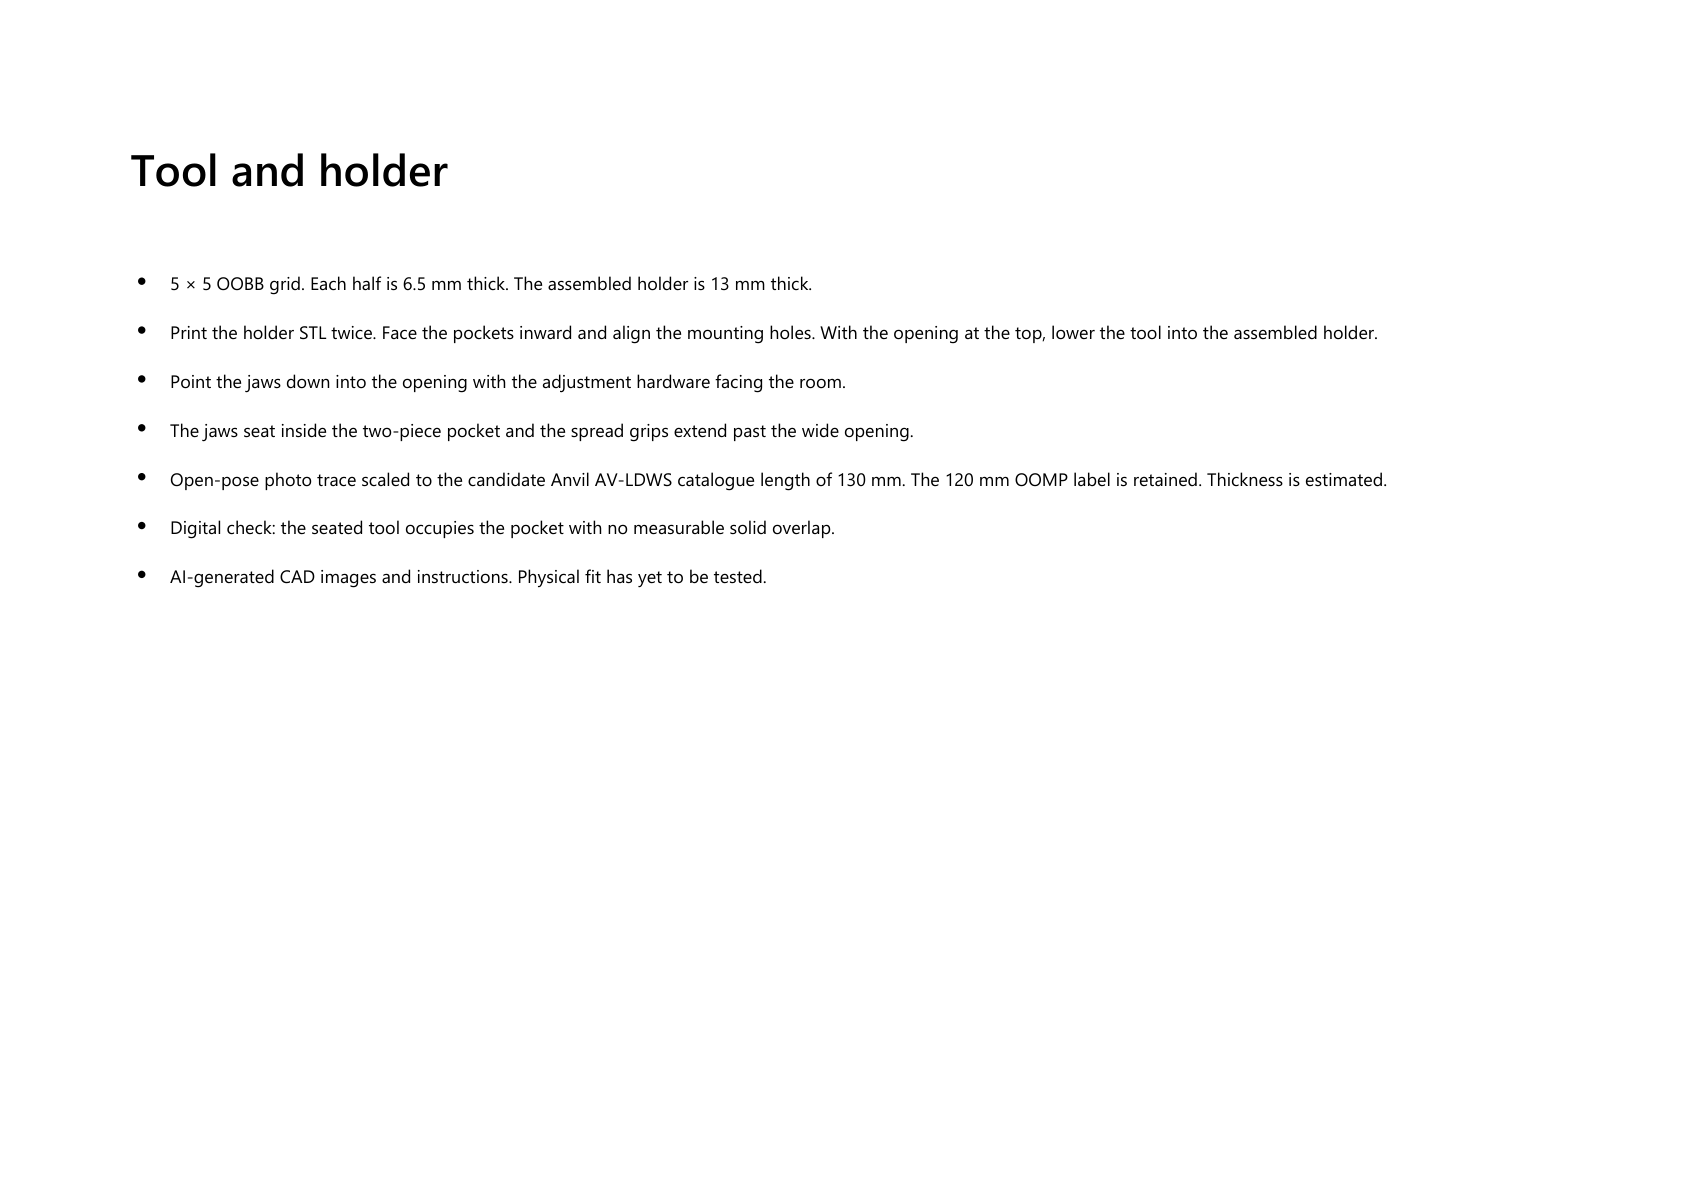 Tool and holder
• 5 × 5 OOBB grid. Each half is 6.5 mm thick. The assembled holder is 13 mm thick.
• Print the holder STL twice. Face the pockets inward and align the mounting holes. With the opening at the top, lower the tool into the assembled holder.
• Point the jaws down into the opening with the adjustment hardware facing the room.
• The jaws seat inside the two-piece pocket and the spread grips extend past the wide opening.
• Open-pose photo trace scaled to the candidate Anvil AV-LDWS catalogue length of 130 mm. The 120 mm OOMP label is retained. Thickness is estimated.
• Digital check: the seated tool occupies the pocket with no measurable solid overlap.
• AI-generated CAD images and instructions. Physical fit has yet to be tested.